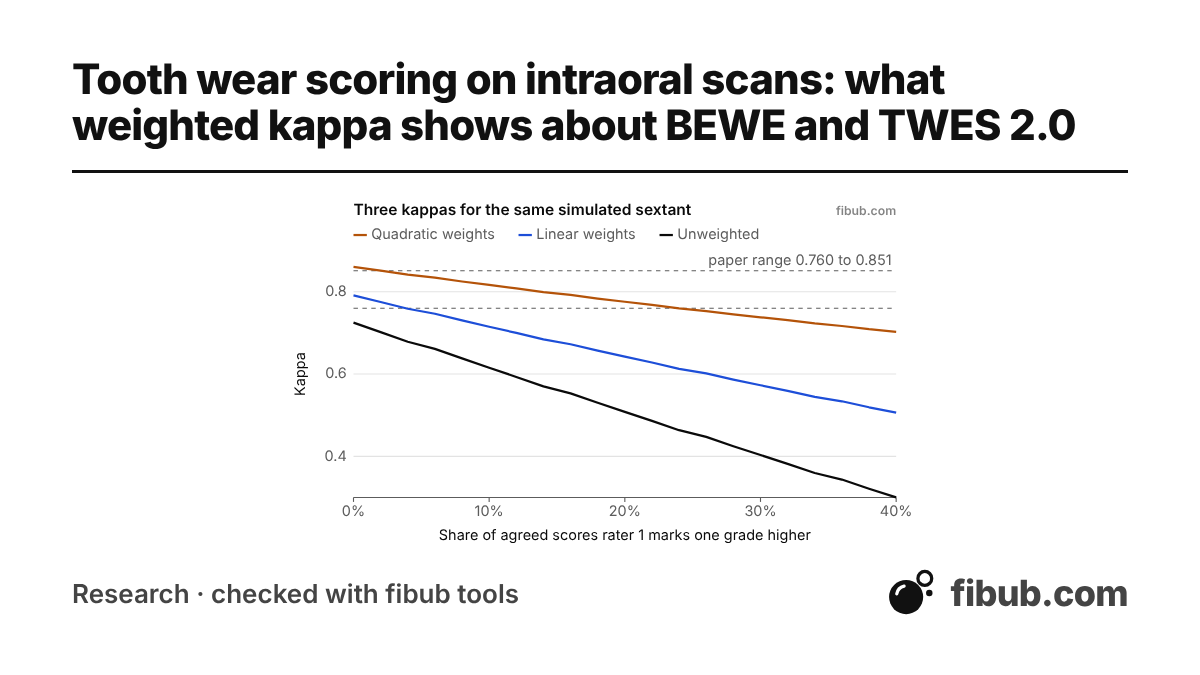 Tooth wear scoring on intraoral scans: what
weighted kappa shows about BEWE and TWES 2.0
Three kappas for the same simulated sextant
fibub.com
Quadratic weights
Linear weights
Unweighted
paper range 0.760 to 0.851
0.8
0.6
0.4
Kappa
0%
10%
20%
30%
40%
Share of agreed scores rater 1 marks one grade higher
Research · checked with fibub tools
fibub.com